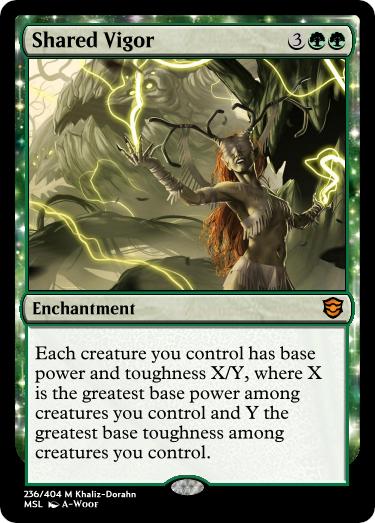 Shared Vigor 3
Enchantment
Each creature you control has base
power and toughness X/Y, where X
is the greatest base power among
creatures you control and Y the
greatest base toughness among
creatures you control.
236/404 M Khaliz-Dorahn
MSL A-Woor